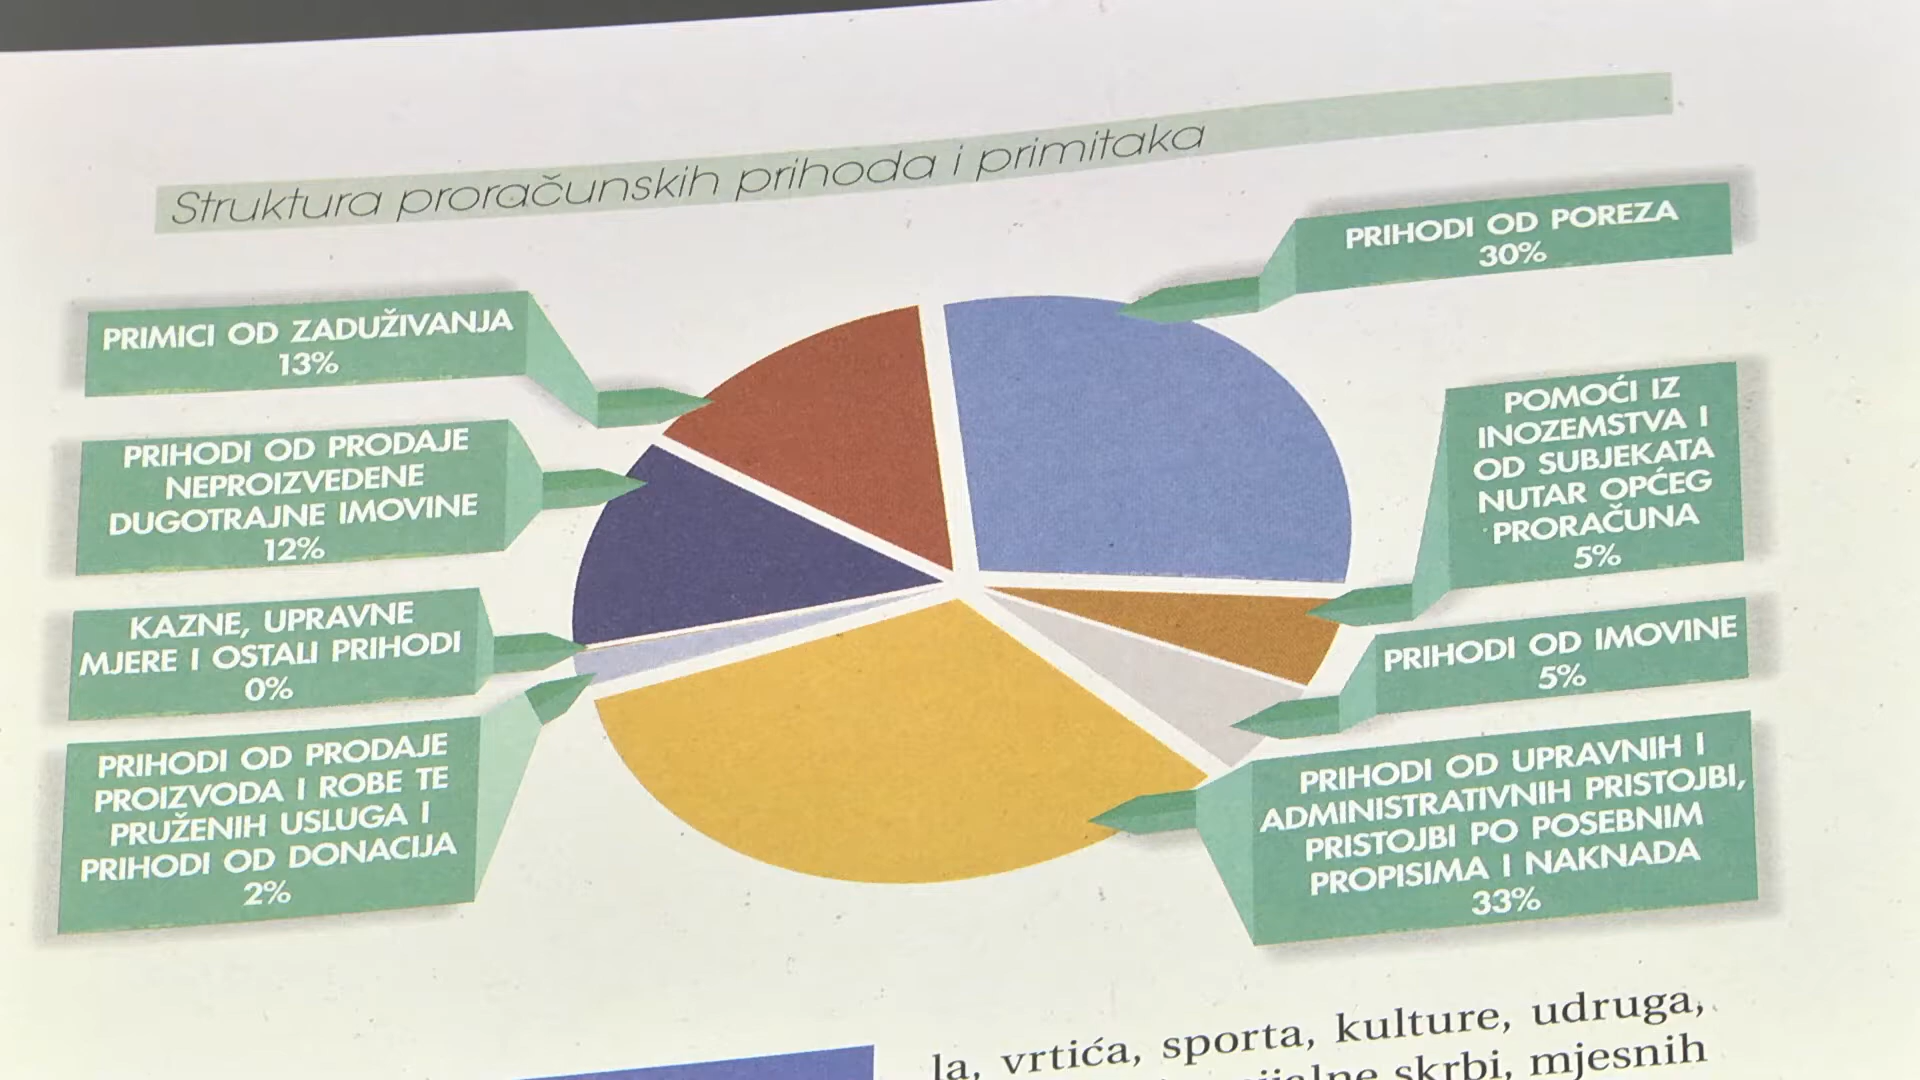 Struktura proračunskih prihoda i primitaka
PRIHODI OD POREZA
30%
PRIMICI OD ZADUŽIVANJA
13%
POMOĆI IZ
INOZEMSTVA I
OD SUBJEKATA
NUTAR OPĆEG
PRORAČUNA
5%
PRIHODI OD PRODAJE
NEPROIZVEDENE
DUGOTRAJNE IMOVINE
12%
KAZNE, UPRAVNE
MJERE I OSTALI PRIHODI
0%
PRIHODI OD IMOVINE
5%
PRIHODI OD PRODAJE
PROIZVODA I ROBE TE
PRUŽENIH USLUGA I
PRIHODI OD DONACIJA
2%
PRIHODI OD UPRAVNIH I
ADMINISTRATIVNIH PRISTOJBI,
PRISTOJBI PO POSEBNIM
PROPISIMA I NAKNADA
33%
la, vrtića, sporta, kulture, udruga,
skrbi, mjesnih